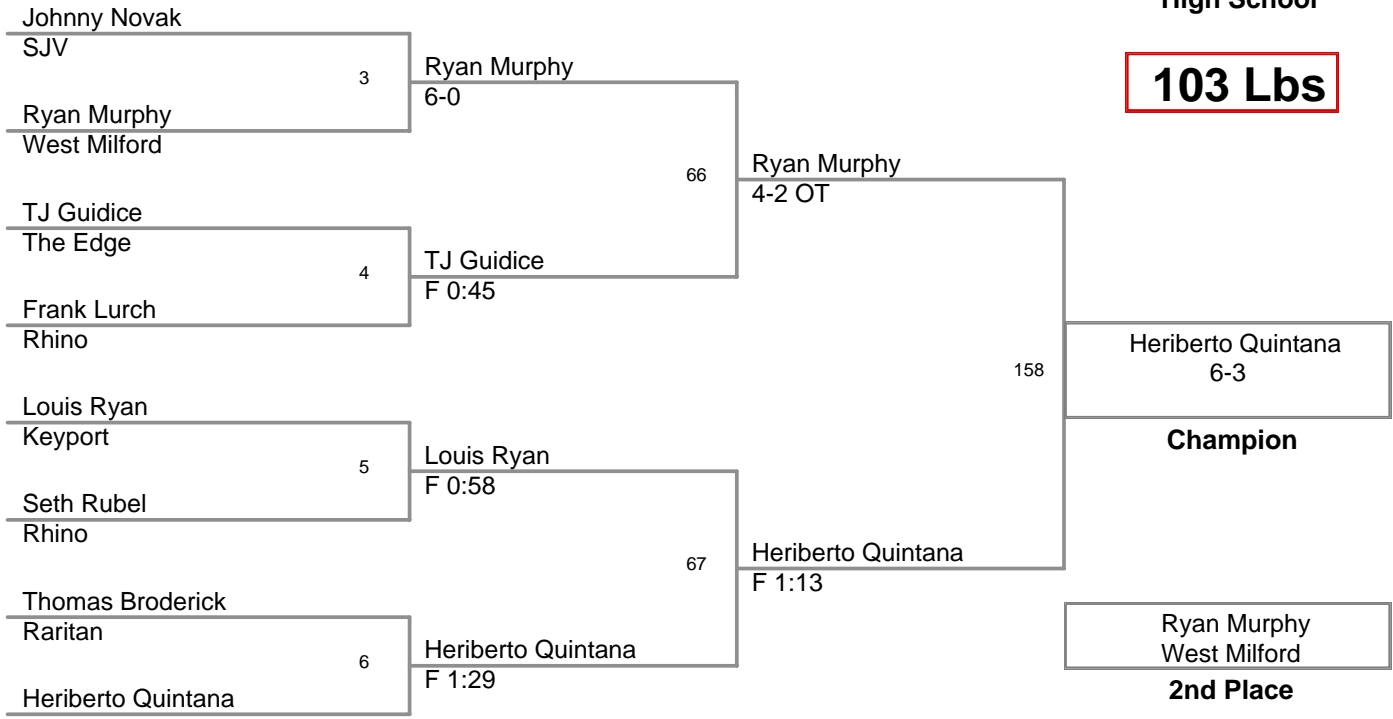 High School
103 Lbs
Johnny Novak
SJV
3
Ryan Murphy
West Milford
Ryan Murphy
6-0
66
TJ Guidice
The Edge
4
Frank Lurch
Rhino
TJ Guidice
F 0:45
Ryan Murphy
4-2 OT
Louis Ryan
Keyport
5
Seth Rubel
Rhino
Louis Ryan
F 0:58
67
Thomas Broderick
Raritan
6
Heriberto Quintana
Heriberto Quintana
F 1:29
Heriberto Quintana
F 1:13
158
Heriberto Quintana
6-3
Champion
Ryan Murphy
West Milford
2nd Place